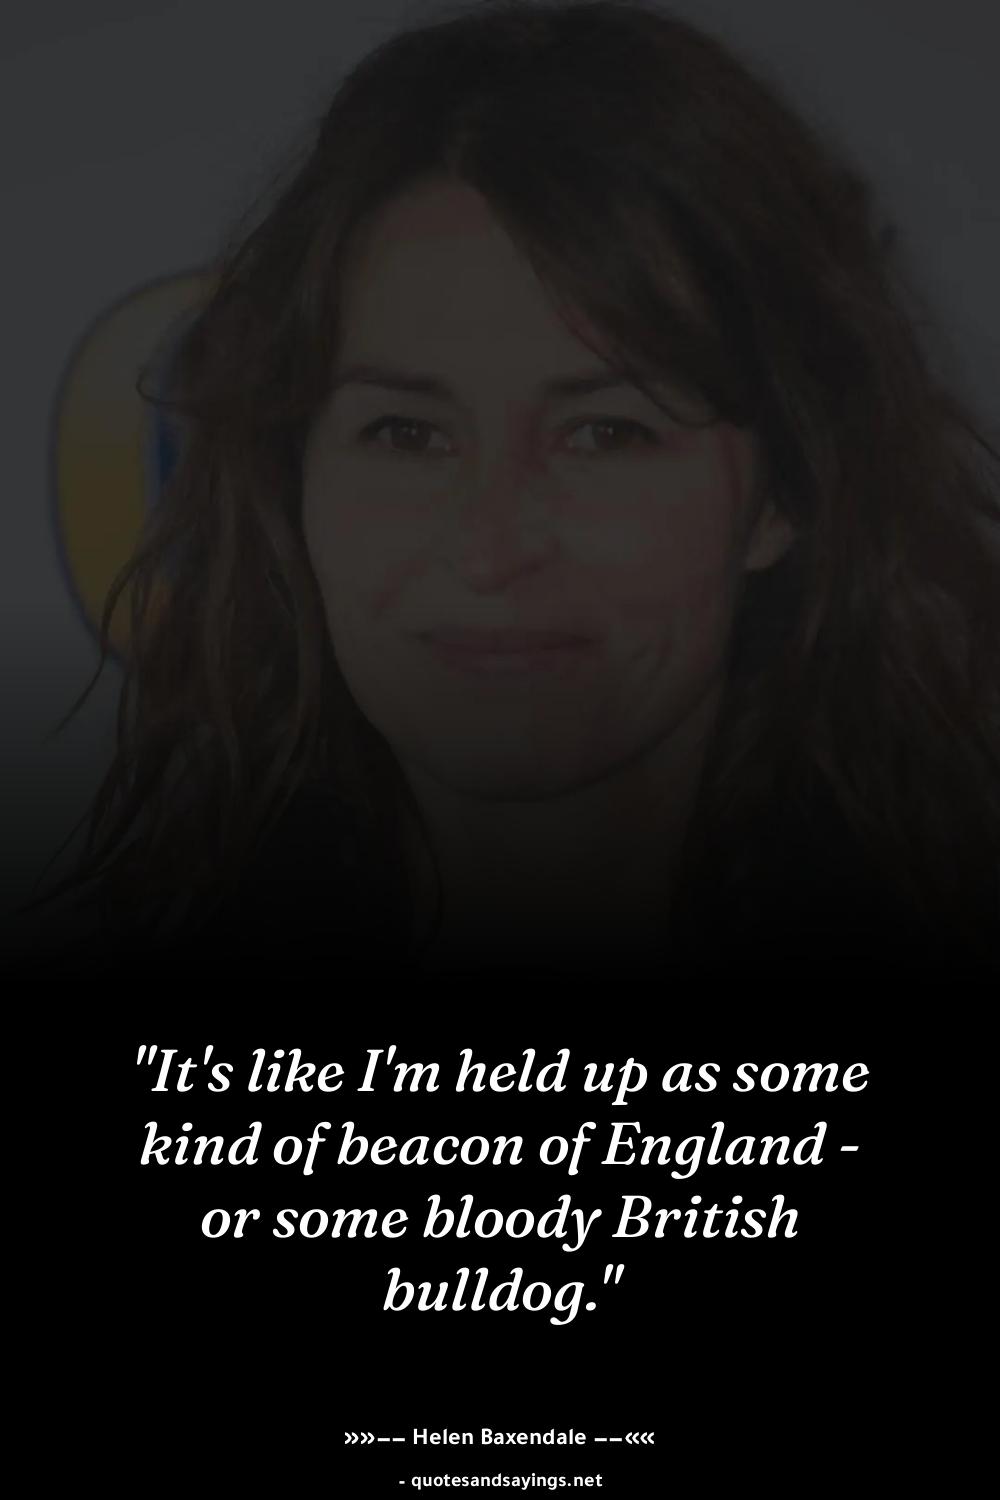 "It's like I'm held up as some
kind of beacon of England -
or some bloody British
bulldog."
»»−− Helen Baxendale −−««
- quotesandsayings.net